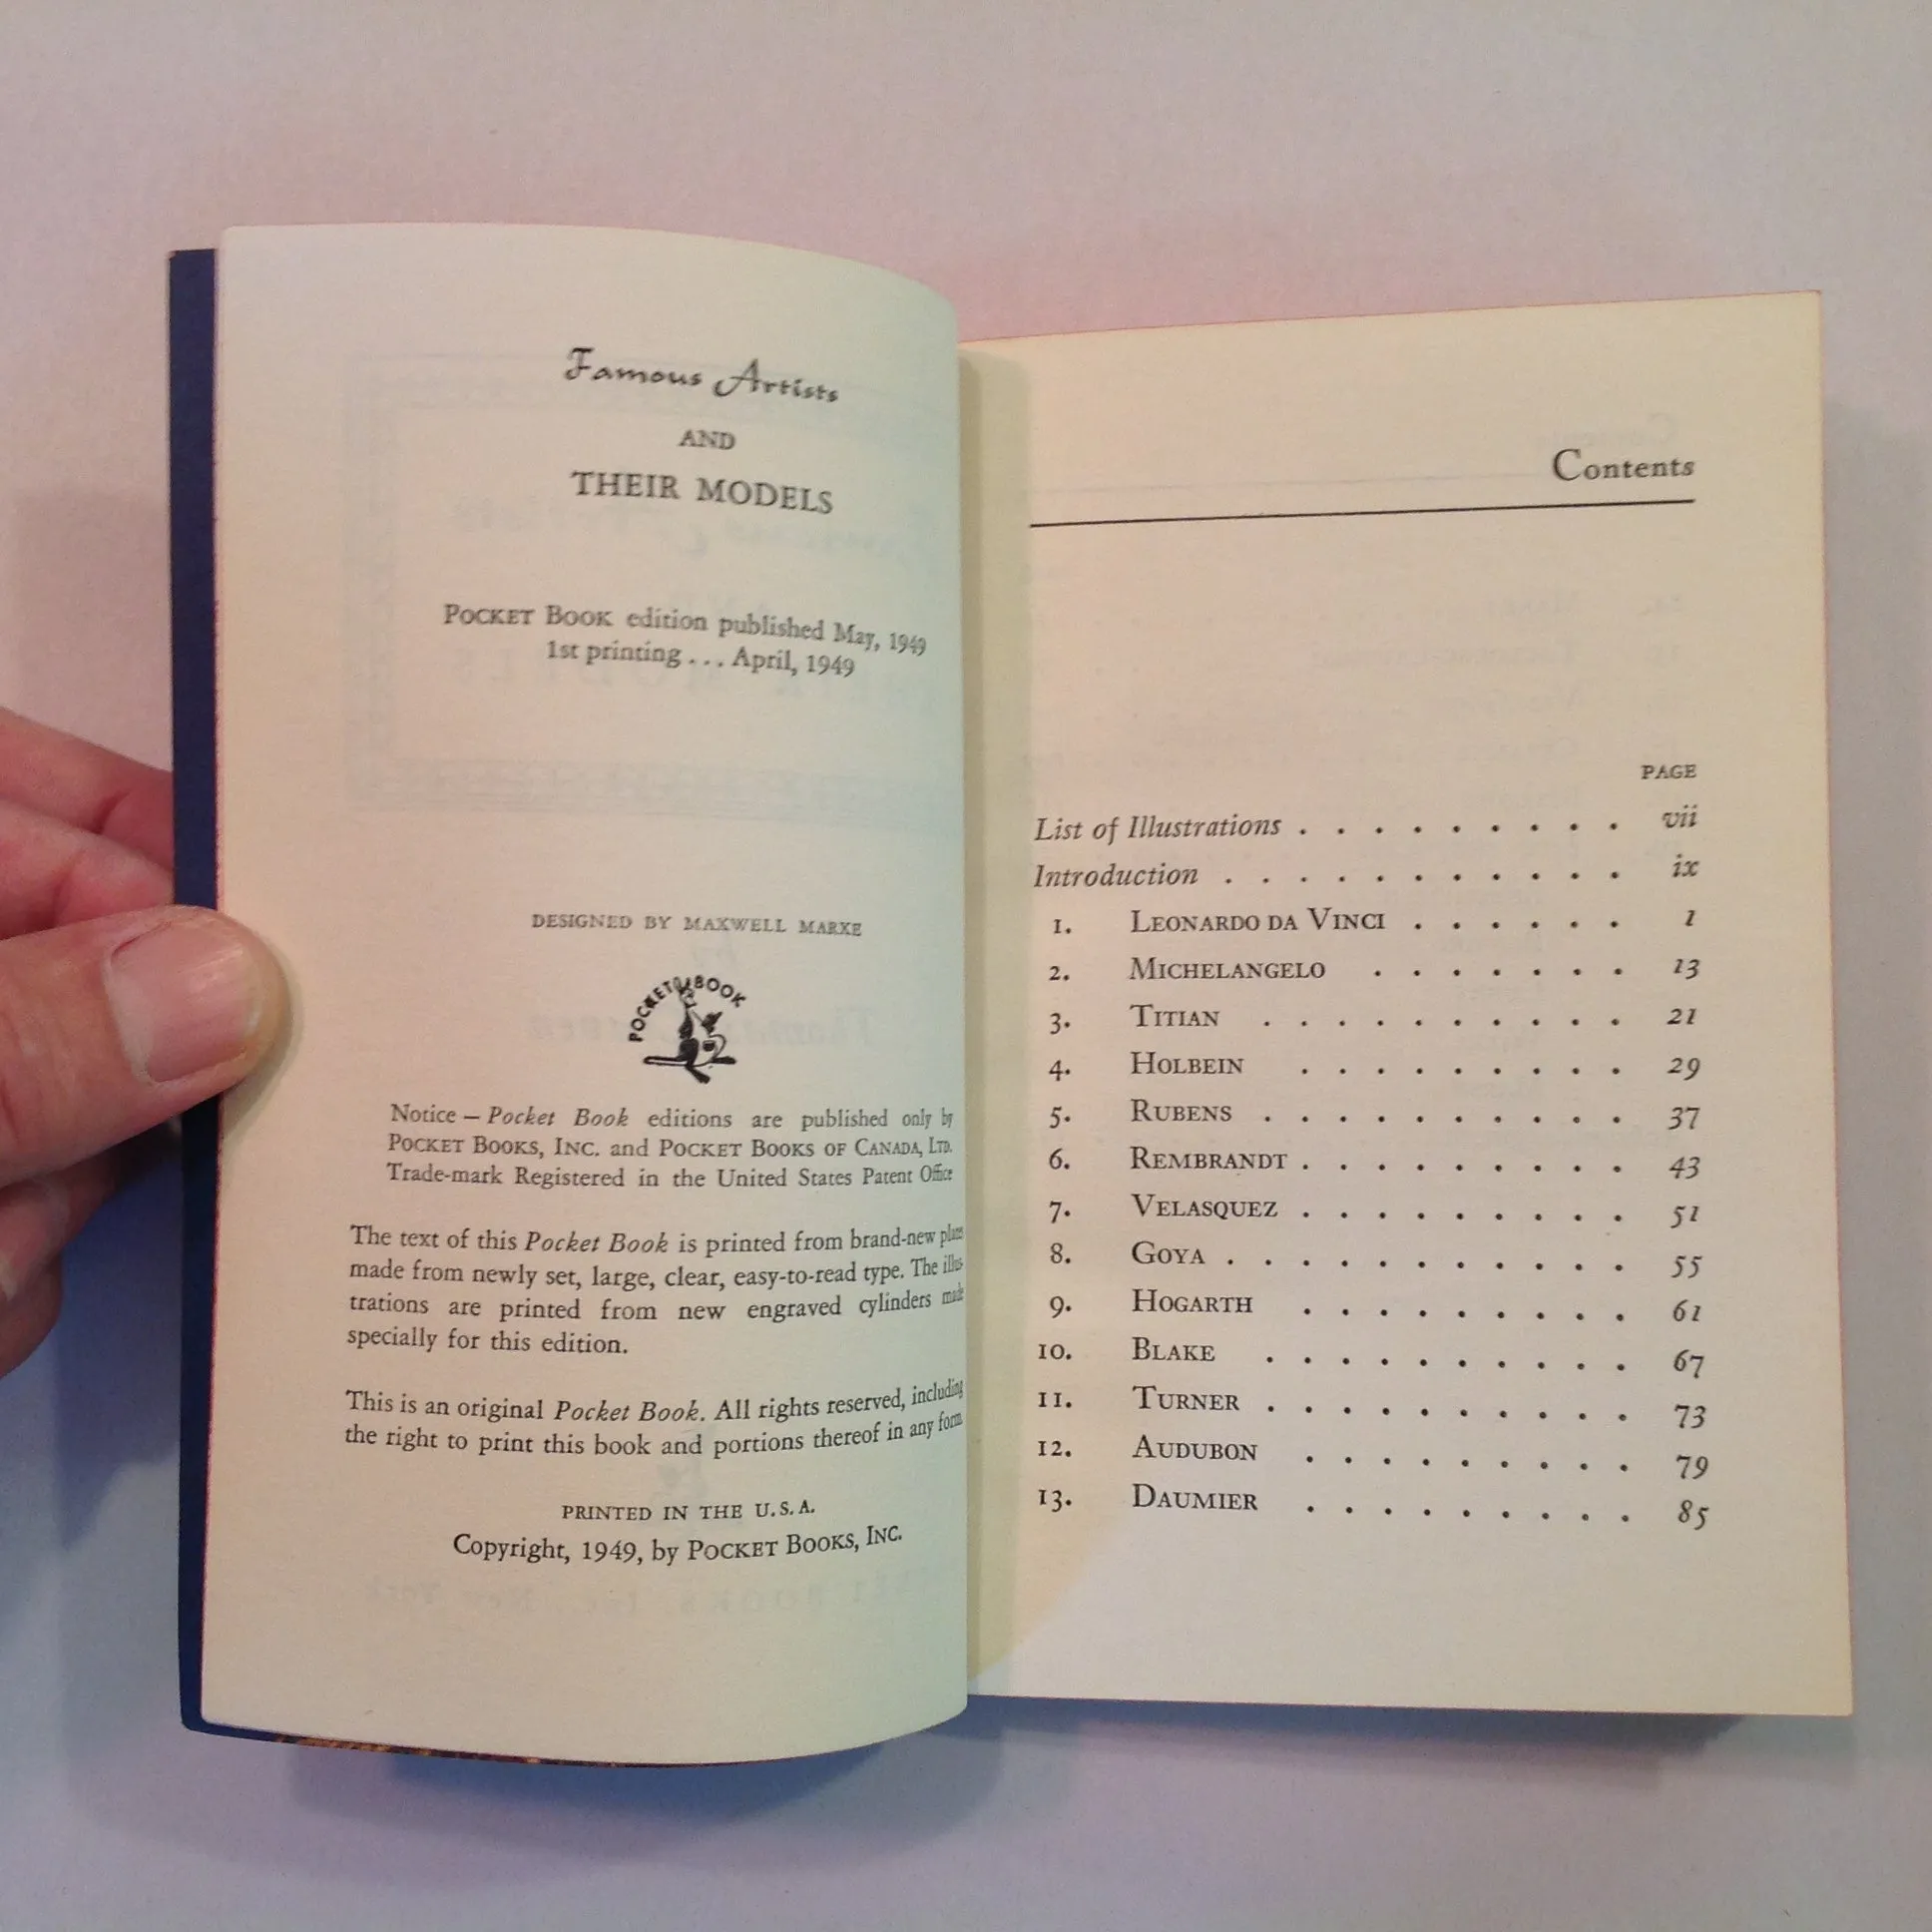 Famous Artists
AND
THEIR MODELS
POCKET BOOK edition published May, 1949
1st printing . . . April, 1949
DESIGNED BY MAXWELL MARXE
POCKET BOOK
Notice – Pocket Book editions are published only by
POCKET BOOKS, INC. and POCKET BOOKS OF CANADA, LTD.
Trade-mark Registered in the United States Patent Office
The text of this Pocket Book is printed from brand-new plates
made from newly set, large, clear, easy-to-read type. The illus
trations are printed from new engraved cylinders made
specially for this edition.
This is an original Pocket Book. All rights reserved, including
the right to print this book and portions thereof in any form
PRINTED IN THE U.S.A.
Copyright, 1949, by POCKET BOOKS, INC.
Contents
PAGE
List of Illustrations . . . . . . . . . vii
Introduction . . . . . . . . . . . ix
1. LEONARDO DA VINCI . . . . . . 1
2. MICHELANGELO . . . . . . . 13
3. TITIAN . . . . . . . . . . 21
4. HOLBEIN . . . . . . . . . 29
5. RUBENS . . . . . . . . . . 37
6. REMBRANDT . . . . . . . . . 43
7. VELASQUEZ . . . . . . . . . 51
8. GOYA . . . . . . . . . . . 55
9. HOGARTH . . . . . . . . . 61
10. BLAKE . . . . . . . . . . 67
11. TURNER . . . . . . . . . . 73
12. AUDUBON . . . . . . . . . 79
13. DAUMIER . . . . . . . . . 85